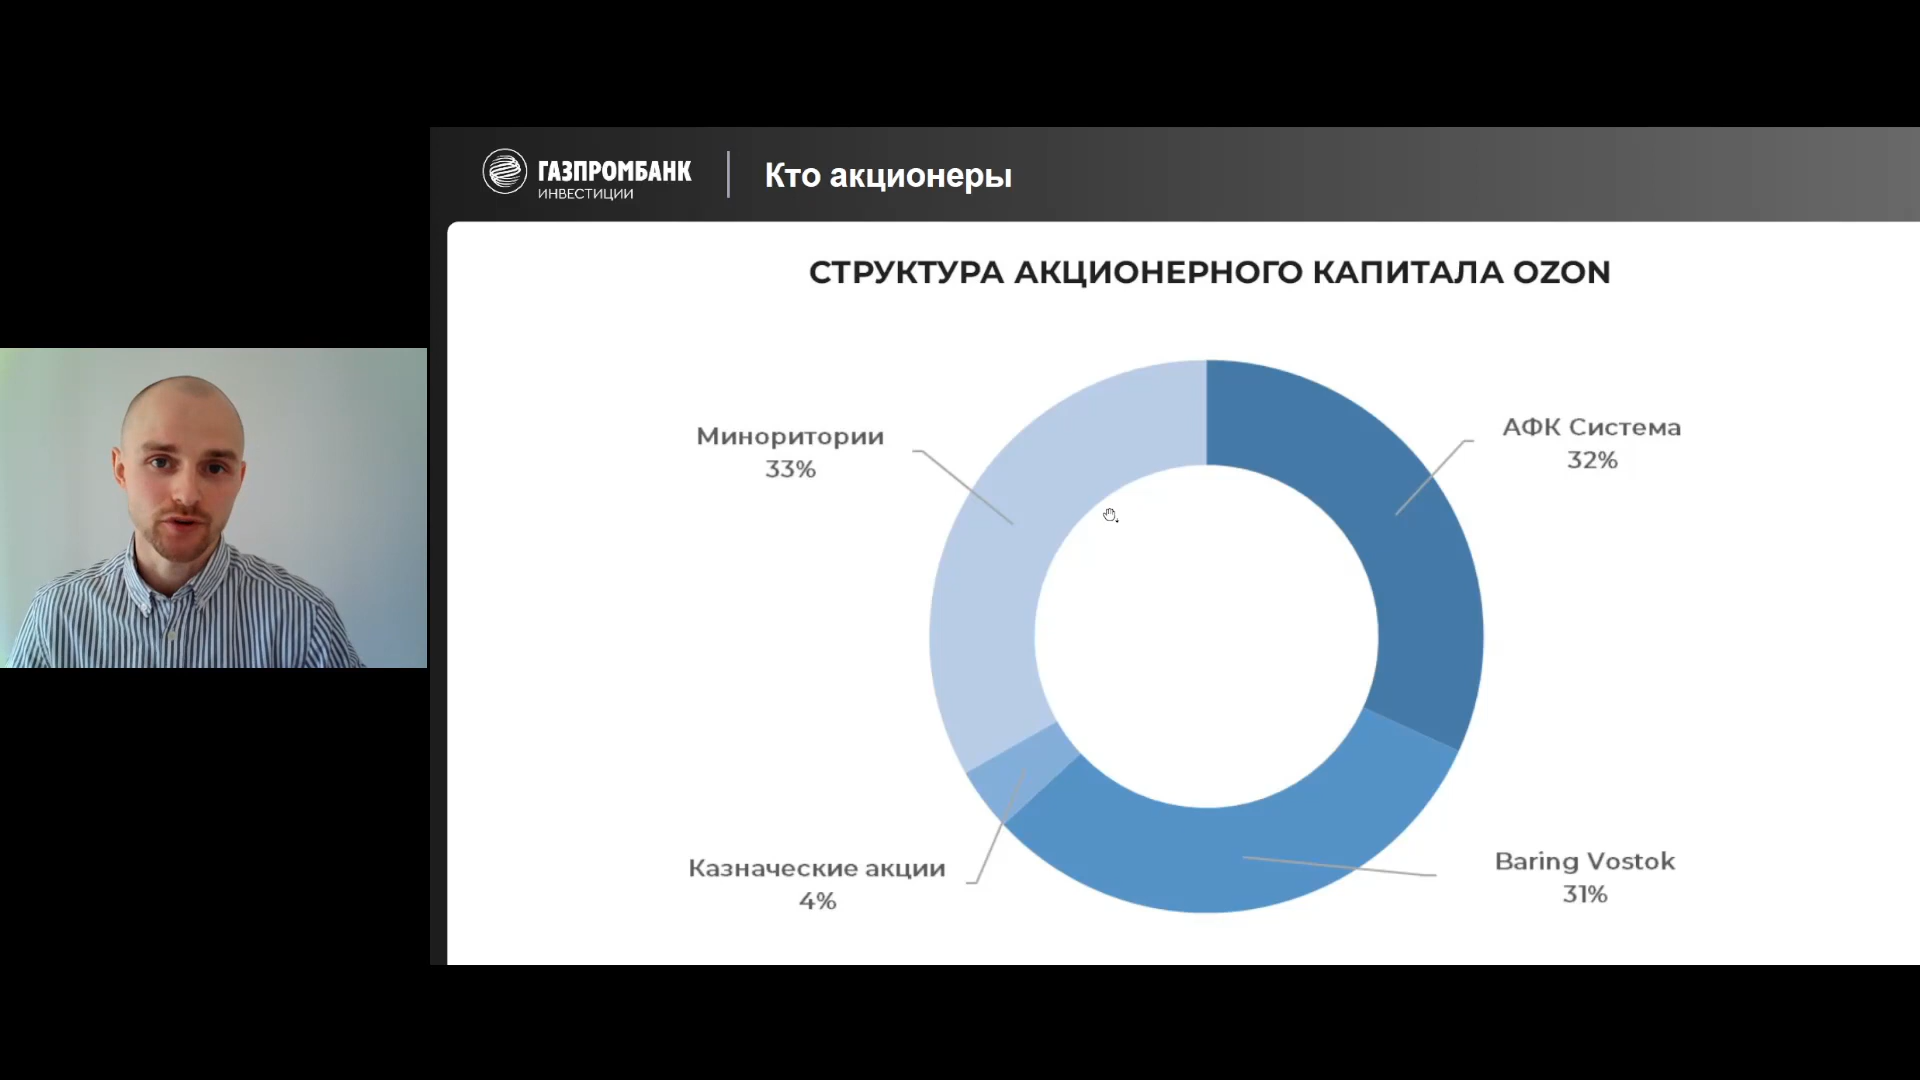 ГАЗПРОМБАНК
ИНВЕСТИЦИИ
Кто акционеры
СТРУКТУРА АКЦИОНЕРНОГО КАПИТАЛА OZON
Миноритории
33%
АФК Система
32%
Казначеские акции
4%
Baring Vostok
31%